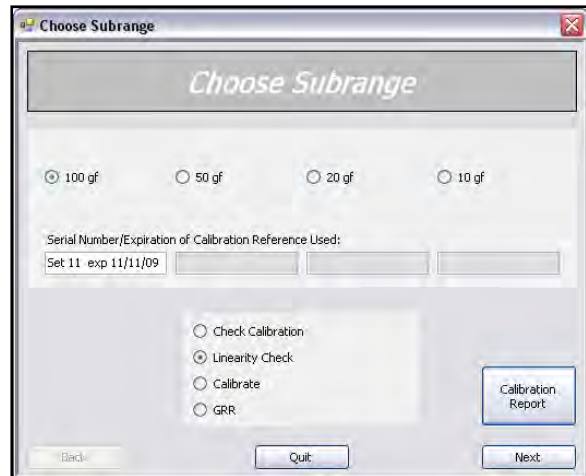 Choose Subrange
Choose Subrange
100 gf 50 gf 20 gf 10 gf
Serial Number/Expiration of Calibration Reference Used:
Set 11 exp 11/11/09
Check Calibration
Linearity Check
Calibrate
GRR
Calibration
Report
Back Quit Next